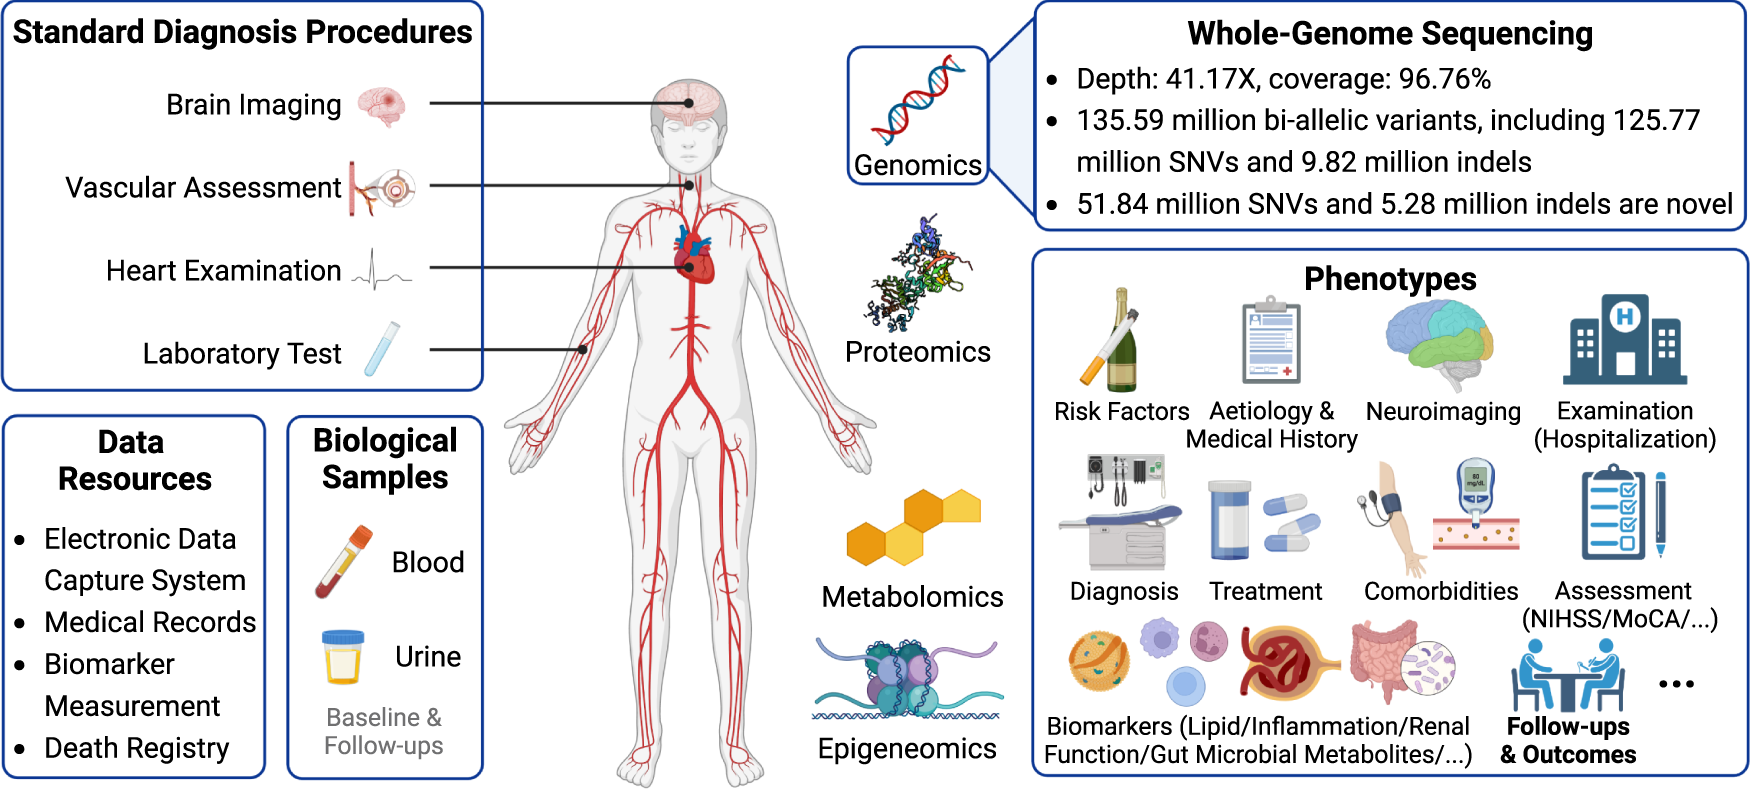 Standard Diagnosis Procedures
Brain Imaging
Vascular Assessment
Heart Examination
Laboratory Test
Data
Resources
• Electronic Data
Capture System
• Medical Records
• Biomarker
Measurement
• Death Registry
Biological
Samples
Blood
Urine
Baseline &
Follow-ups
Genomics
Proteomics
Metabolomics
Epigeneomics
Whole-Genome Sequencing
• Depth: 41.17X, coverage: 96.76%
• 135.59 million bi-allelic variants, including 125.77
million SNVs and 9.82 million indels
• 51.84 million SNVs and 5.28 million indels are novel
Phenotypes
H
Risk Factors
Aetiology &
Medical History
Neuroimaging
Examination
(Hospitalization)
80
mg/dL
Diagnosis
Treatment
Comorbidities
Assessment
(NIHSS/MoCA/...)
Biomarkers (Lipid/Inflammation/Renal
Function/Gut Microbial Metabolites/...)
Follow-ups
& Outcomes
...